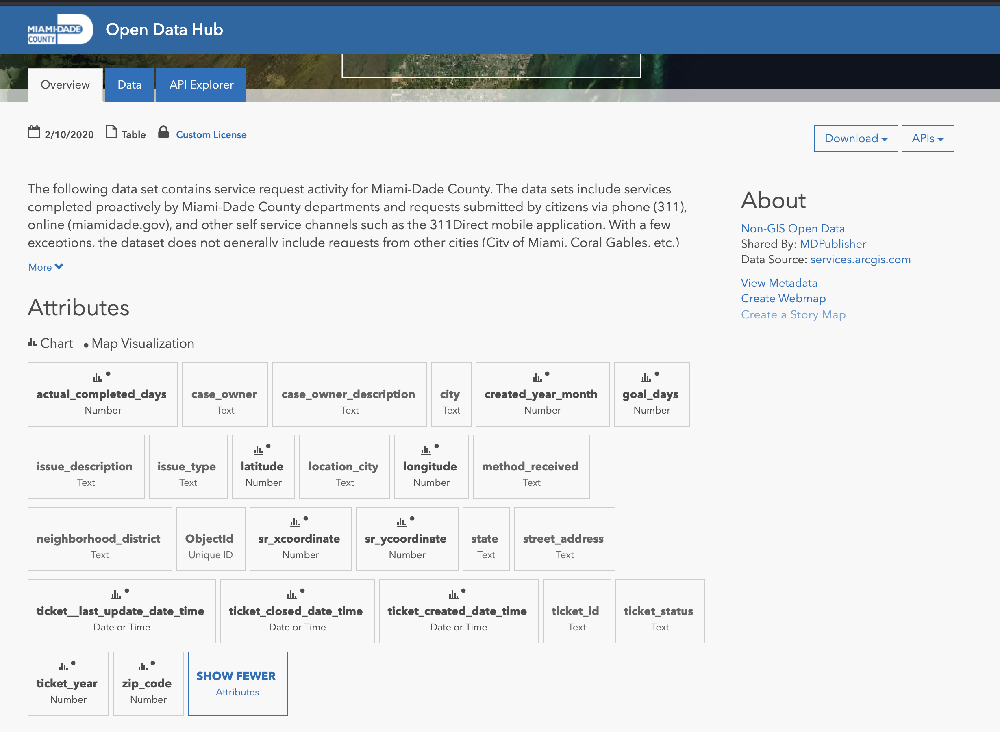 MIAMI-DADE
COUNTY
Open Data Hub
Overview
Data
API Explorer
2/10/2020
Table
Custom License
Download
APIs
The following data set contains service request activity for Miami-Dade County. The data sets include services
completed proactively by Miami-Dade County departments and requests submitted by citizens via phone (311),
online (miamidade.gov), and other self service channels such as the 311Direct mobile application. With a few
exceptions, the dataset does not generally include requests from other cities (City of Miami, Coral Gables, etc.)
More
About
Non-GIS Open Data
Shared By: MDPublisher
Data Source: services.arcgis.com
View Metadata
Create Webmap
Create a Story Map
Attributes
Chart
Map Visualization
actual_completed_days
Number
case_owner
Text
case_owner_description
Text
city
Text
created_year_month
Number
goal_days
Number
issue_description
Text
issue_type
Text
latitude
Number
location_city
Text
longitude
Number
method_received
Text
neighborhood_district
Text
ObjectId
Unique ID
sr_xcoordinate
Number
sr_ycoordinate
Number
state
Text
street_address
Text
ticket__last_update_date_time
Date or Time
ticket_closed_date_time
Date or Time
ticket_created_date_time
Date or Time
ticket_id
Text
ticket_status
Text
ticket_year
Number
zip_code
Number
SHOW FEWER
Attributes